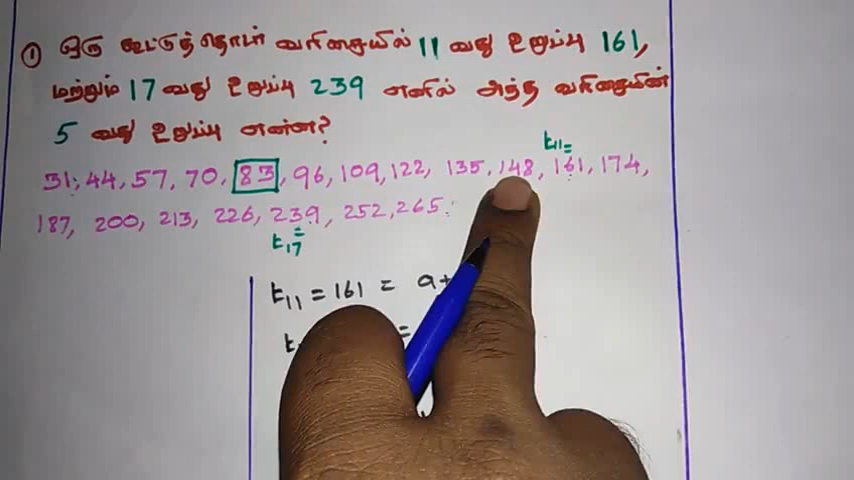 ① ஒரு கூட்டுத்தொடர் வரிசையில் 11 வது உறுப்பு 161,
மற்றும் 17 வது உறுப்பு 239 எனில் அந்த வரிசையின்
5 வது உறுப்பு என்ன?
t11 =
31, 44, 57, 70, 83, 96, 109, 122, 135, 148, 161, 174,
187, 200, 213, 226, 239, 252, 265
t17 =
t11 = 161 = a+